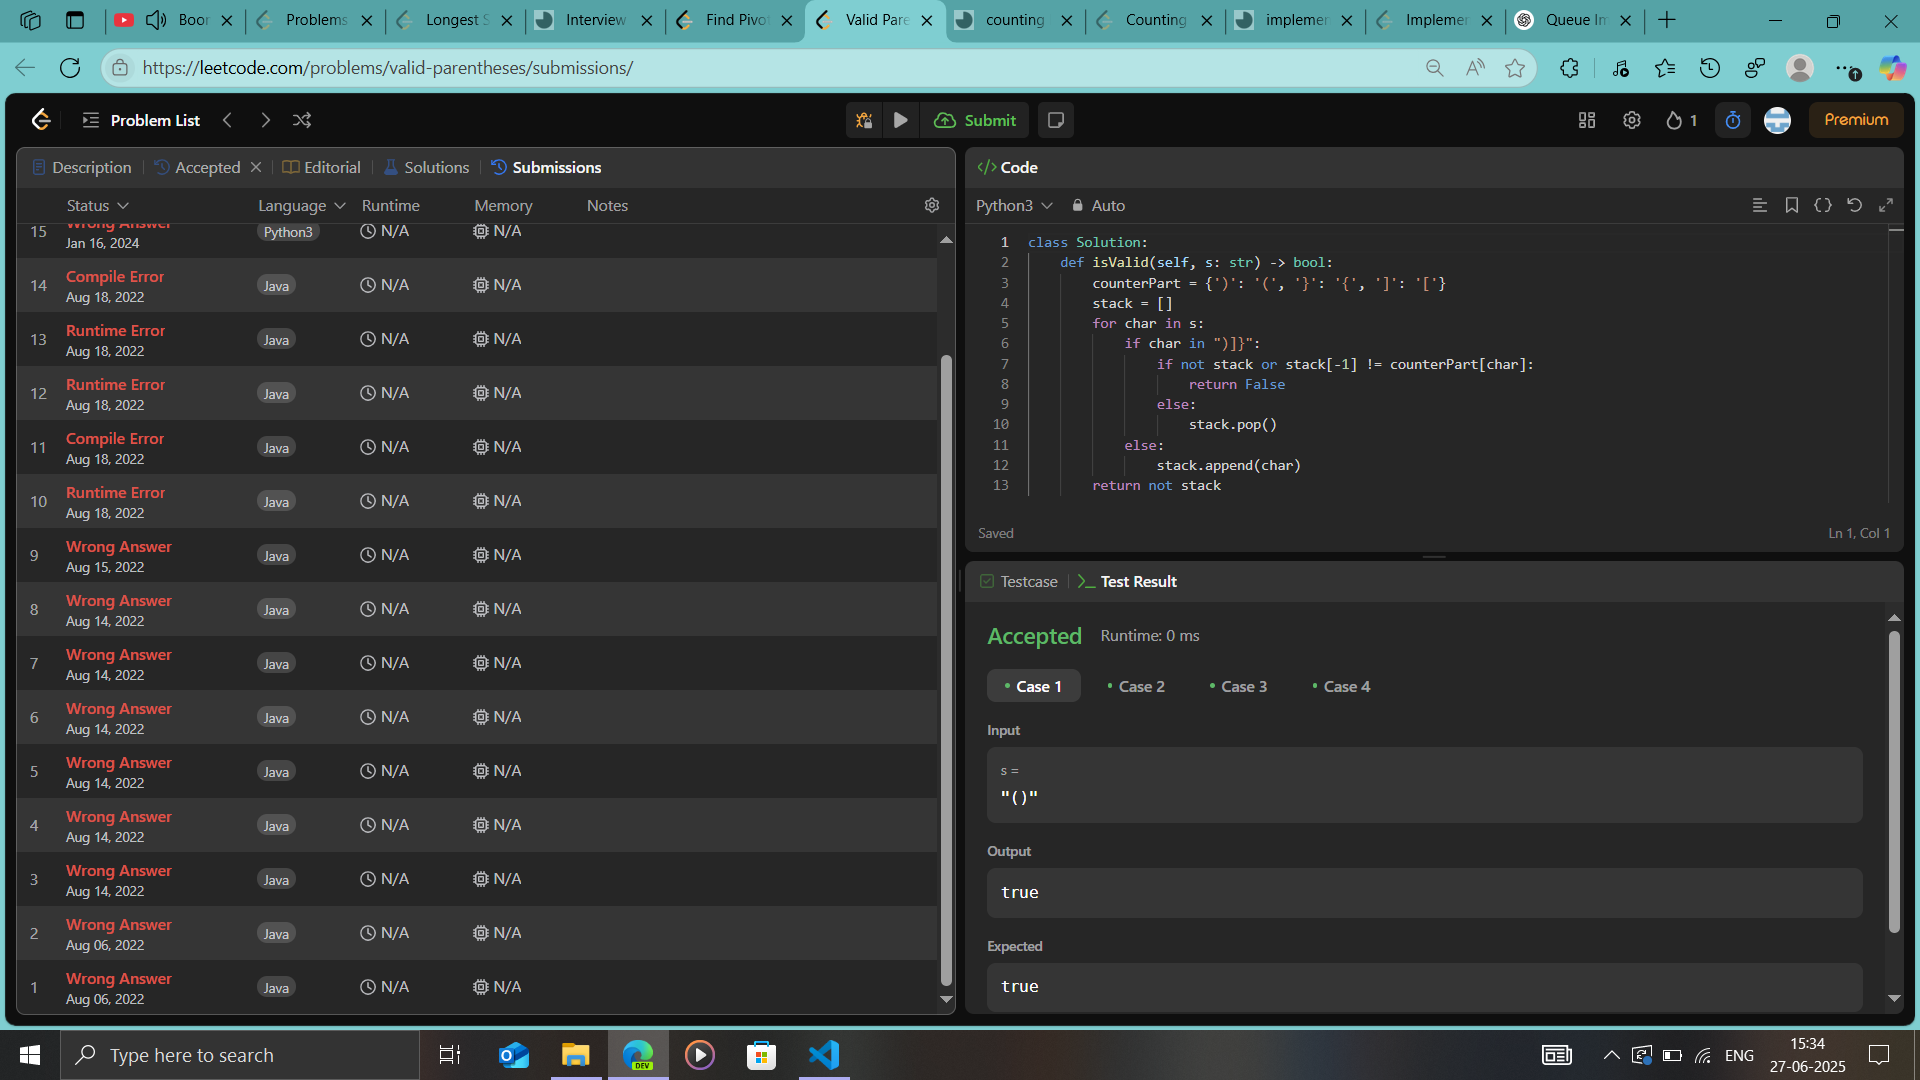 Boor
Problems
Longest S
Interview
Find Pivo
Valid Pare
counting
Counting
implemer
Implemer
Queue Im
https://leetcode.com/problems/valid-parentheses/submissions/
Problem List
Submit
1
Premium
Description
Accepted
Editorial
Solutions
Submissions
Status Language Runtime Memory Notes
15 Wrong Answer Python3 N/A N/A
Jan 16, 2024
14 Compile Error Java N/A N/A
Aug 18, 2022
13 Runtime Error Java N/A N/A
Aug 18, 2022
12 Runtime Error Java N/A N/A
Aug 18, 2022
11 Compile Error Java N/A N/A
Aug 18, 2022
10 Runtime Error Java N/A N/A
Aug 18, 2022
9 Wrong Answer Java N/A N/A
Aug 15, 2022
8 Wrong Answer Java N/A N/A
Aug 14, 2022
7 Wrong Answer Java N/A N/A
Aug 14, 2022
6 Wrong Answer Java N/A N/A
Aug 14, 2022
5 Wrong Answer Java N/A N/A
Aug 14, 2022
4 Wrong Answer Java N/A N/A
Aug 14, 2022
3 Wrong Answer Java N/A N/A
Aug 14, 2022
2 Wrong Answer Java N/A N/A
Aug 06, 2022
1 Wrong Answer Java N/A N/A
Aug 06, 2022
</> Code
Python3 Auto
1 class Solution:
2 def isValid(self, s: str) -> bool:
3 counterPart = {')': '(', '}': '{', ']': '['}
4 stack = []
5 for char in s:
6 if char in ")]}":
7 if not stack or stack[-1] != counterPart[char]:
8 return False
9 else:
10 stack.pop()
11 else:
12 stack.append(char)
13 return not stack
Saved Ln 1, Col 1
Testcase
Test Result
Accepted Runtime: 0 ms
Case 1 Case 2 Case 3 Case 4
Input
s =
"()"
Output
true
Expected
true
Type here to search
DEV
ENG
15:34
27-06-2025